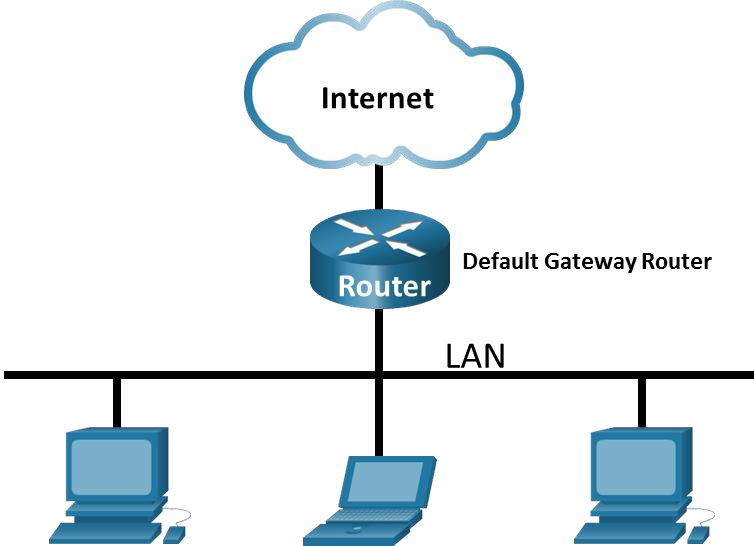 Internet
Default Gateway Router
Router
LAN